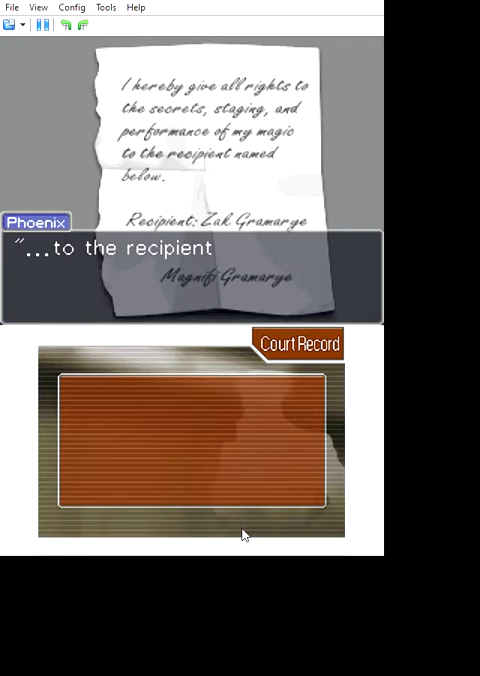 File View Config Tools Help
I hereby give all rights to
the secrets, staging, and
performance of my magic
to the recipient named
below.
Recipient: Zak Gramarye
Phoenix
"...to the recipient
Magnifi Gramarye
Court Record